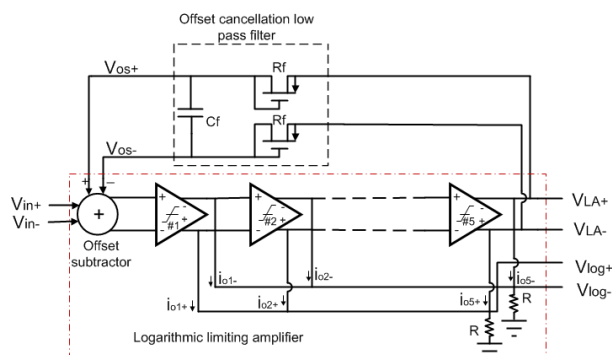 Offset cancellation low
pass filter
Vos+
Rf
Cf
Rf
Vos-
+ −
Vin+
Vin-
+
Offset
subtractor
+ - #1 - +
+ - #2 - +
+ - #5 - +
VLA+
VLA-
Vlog+
Vlog-
io1-
io2-
io5-
io1+
io2+
io5+
R
R
Logarithmic limiting amplifier